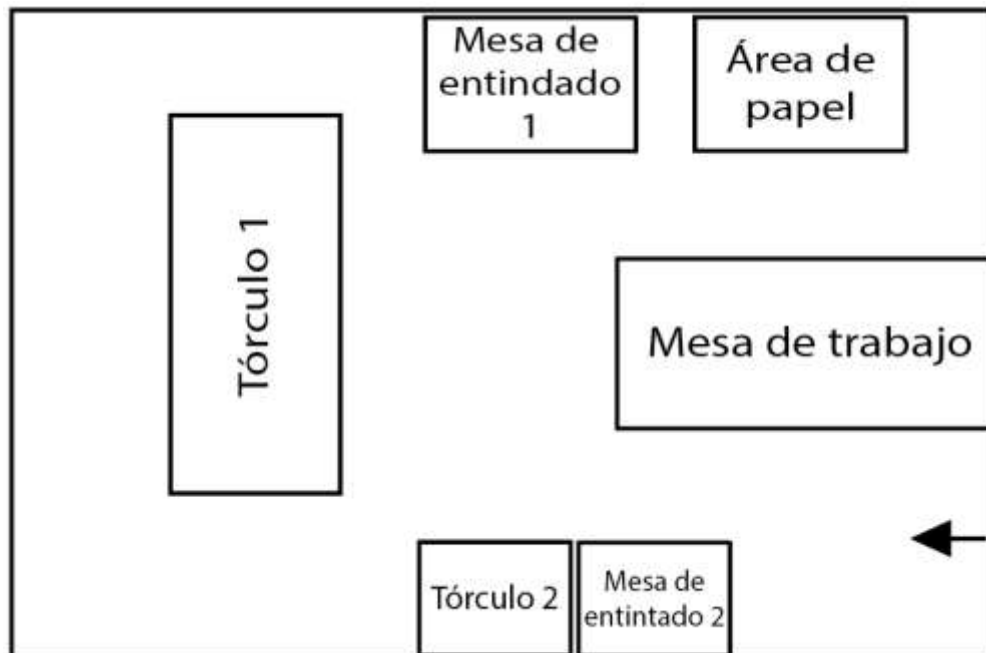 Mesa de
entindado
1
Área de
papel
Tórculo 1
Mesa de trabajo
Tórculo 2
Mesa de
entintado 2